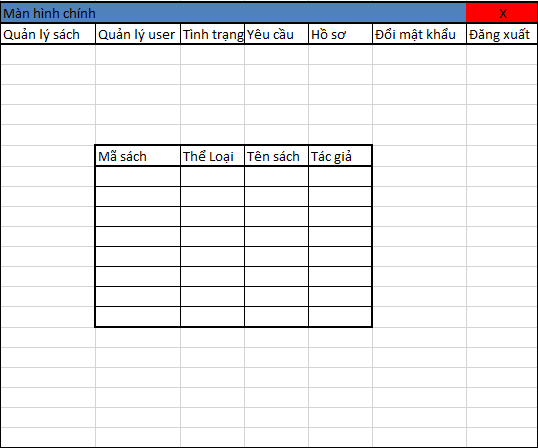 Màn hình chính X
Quản lý sách Quản lý user Tình trạng Yêu cầu Hồ sơ Đổi mật khẩu Đăng xuất
Mã sách Thể Loại Tên sách Tác giả